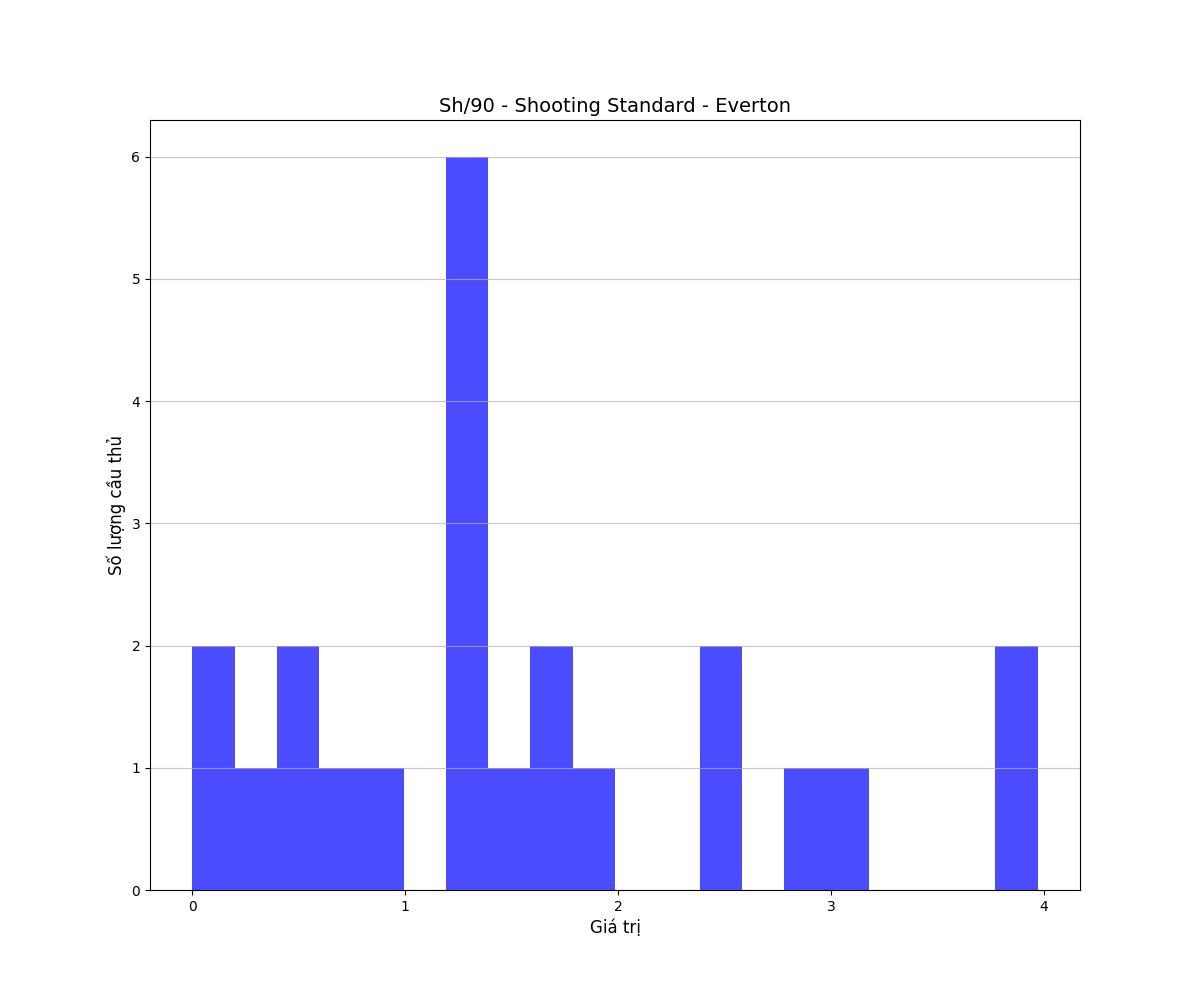 Sh/90 - Shooting Standard - Everton
Số lượng cầu thủ
6
5
4
3
2
1
0
0 1 2 3 4
Giá trị